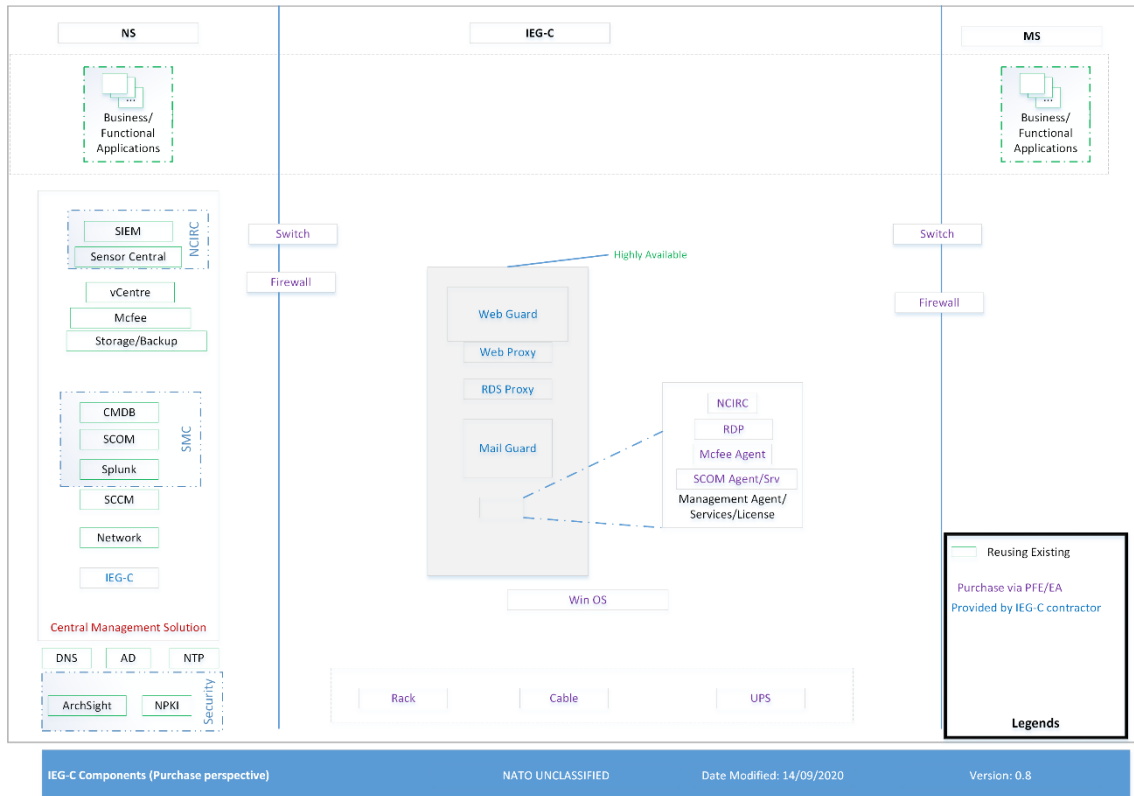 NS
IEG-C
MS
...
Business/
Functional
Applications
...
Business/
Functional
Applications
SIEM
Sensor Central
NCIRC
vCentre
Mcfee
Storage/Backup
CMDB
SCOM
Splunk
SMC
SCCM
Network
IEG-C
Central Management Solution
DNS
AD
NTP
ArchSight
NPKI
Security
Switch
Firewall
Highly Available
Web Guard
Web Proxy
RDS Proxy
Mail Guard
NCIRC
RDP
Mcfee Agent
SCOM Agent/Srv
Management Agent/
Services/License
Win OS
Rack
Cable
UPS
Switch
Firewall
Reusing Existing
Purchase via PFE/EA
Provided by IEG-C contractor
Legends
IEG-C Components (Purchase perspective)
NATO UNCLASSIFIED
Date Modified: 14/09/2020
Version: 0.8